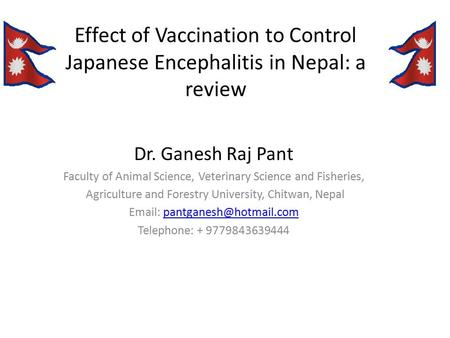 Effect of Vaccination to Control
Japanese Encephalitis in Nepal: a
review
Dr. Ganesh Raj Pant
Faculty of Animal Science, Veterinary Science and Fisheries,
Agriculture and Forestry University, Chitwan, Nepal
Email: pantganesh@hotmail.com
Telephone: + 9779843639444